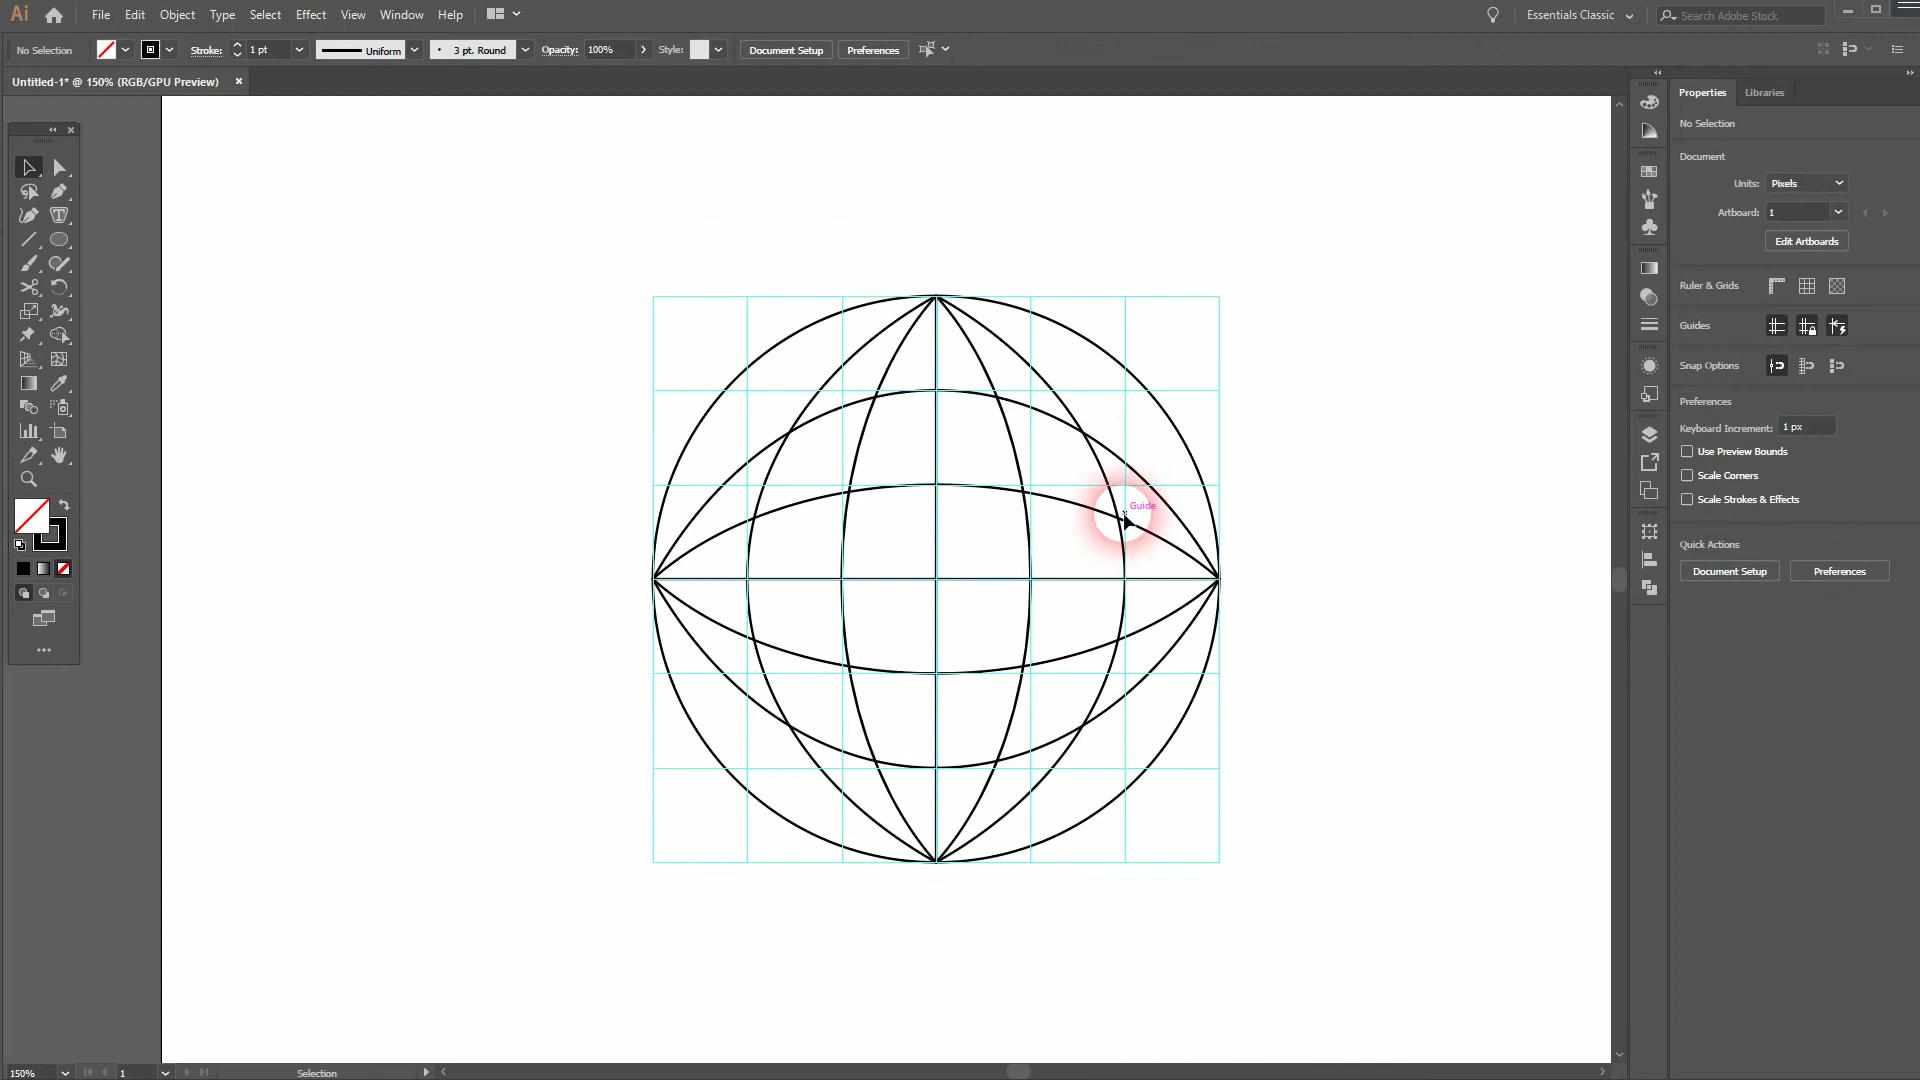 Ai File Edit Object Type Select Effect View Window Help Essentials Classic Search Adobe Stock
No Selection Stroke: 1 pt Uniform 3 pt. Round Opacity: 100% Style: Document Setup Preferences
Untitled-1* @ 150% (RGB/GPU Preview)
Properties Libraries
No Selection
Document
Units: Pixels
Artboard: 1
Edit Artboards
Ruler & Grids
Guides
Snap Options
Preferences
Keyboard Increment: 1 px
Use Preview Bounds
Scale Corners
Scale Strokes & Effects
Quick Actions
Document Setup Preferences
Guide
150% 1 Selection